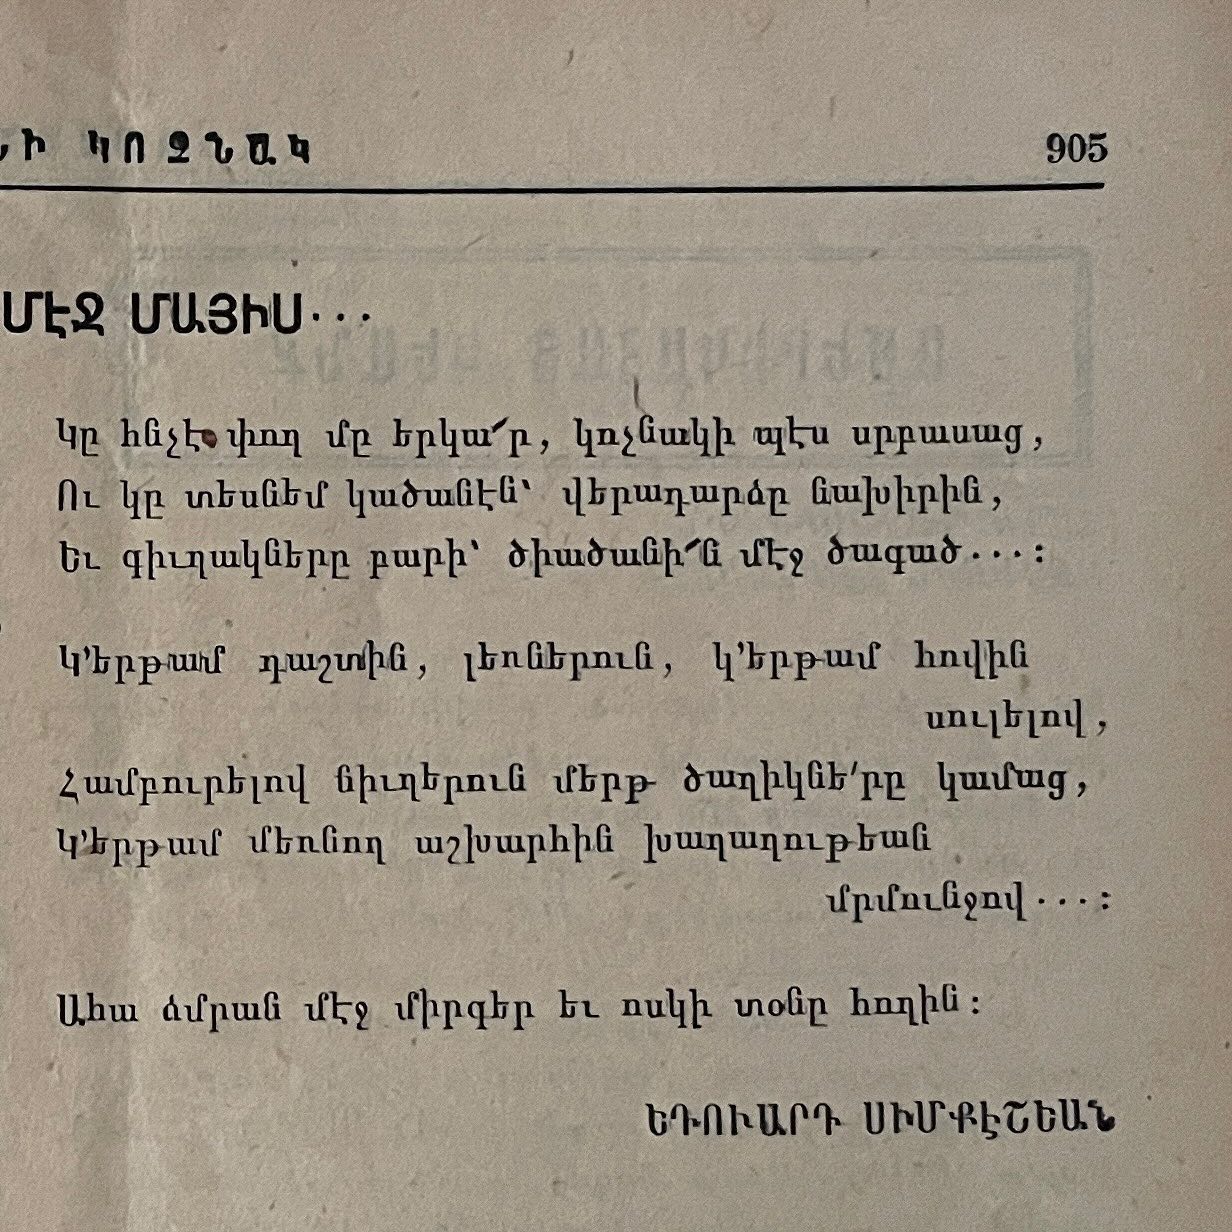 ՆԻ ԿՈՉՆԱԿ 905
ՄԷՋ ՄԱՅԻՍ...
Կը հնչէ փող մը երկա՜ր, կոչնակի պէս սրբասաց,
Ու կը տեսնեմ կածանէն՝ վերադարձը նախիրին,
Եւ գիւղակները բարի՝ ծիածանի՜ն մէջ ծագած...։
Կ՚երթամ դաշտին, լեռներուն, կ՚երթամ հովին
սուլելով,
Համբուրելով նիւղերուն մերթ ծաղիկնե՛րը կամաց,
Կ՚երթամ մեռնող աշխարհին խաղաղութեան
մրմունջով...։
Ահա ձմրան մէջ միրգեր եւ ոսկի տօնը հողին։
ԵԴՈՒԱՐԴ ՍԻՄՔԷՇԵԱՆ